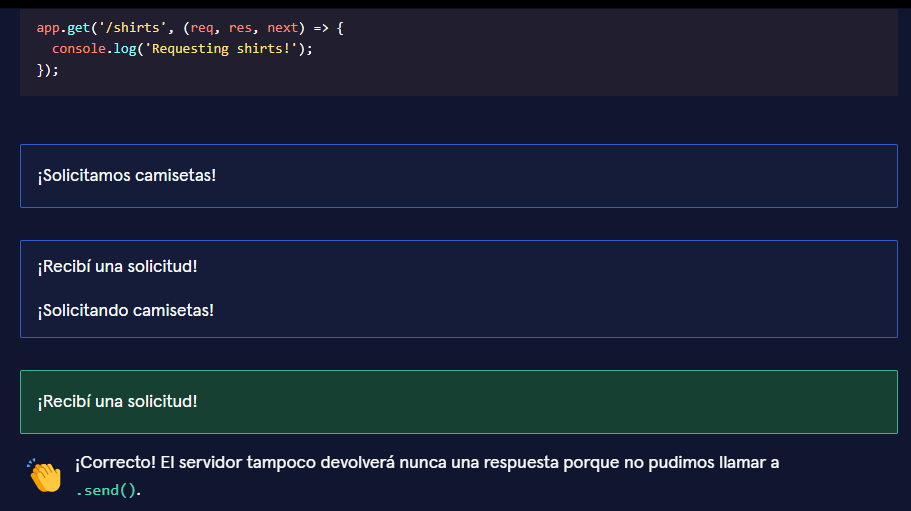 app.get('/shirts', (req, res, next) => {
  console.log('Requesting shirts!');
});
¡Solicitamos camisetas!
¡Recibí una solicitud!
¡Solicitando camisetas!
¡Recibí una solicitud!
¡Correcto! El servidor tampoco devolverá nunca una respuesta porque no pudimos llamar a
.send().